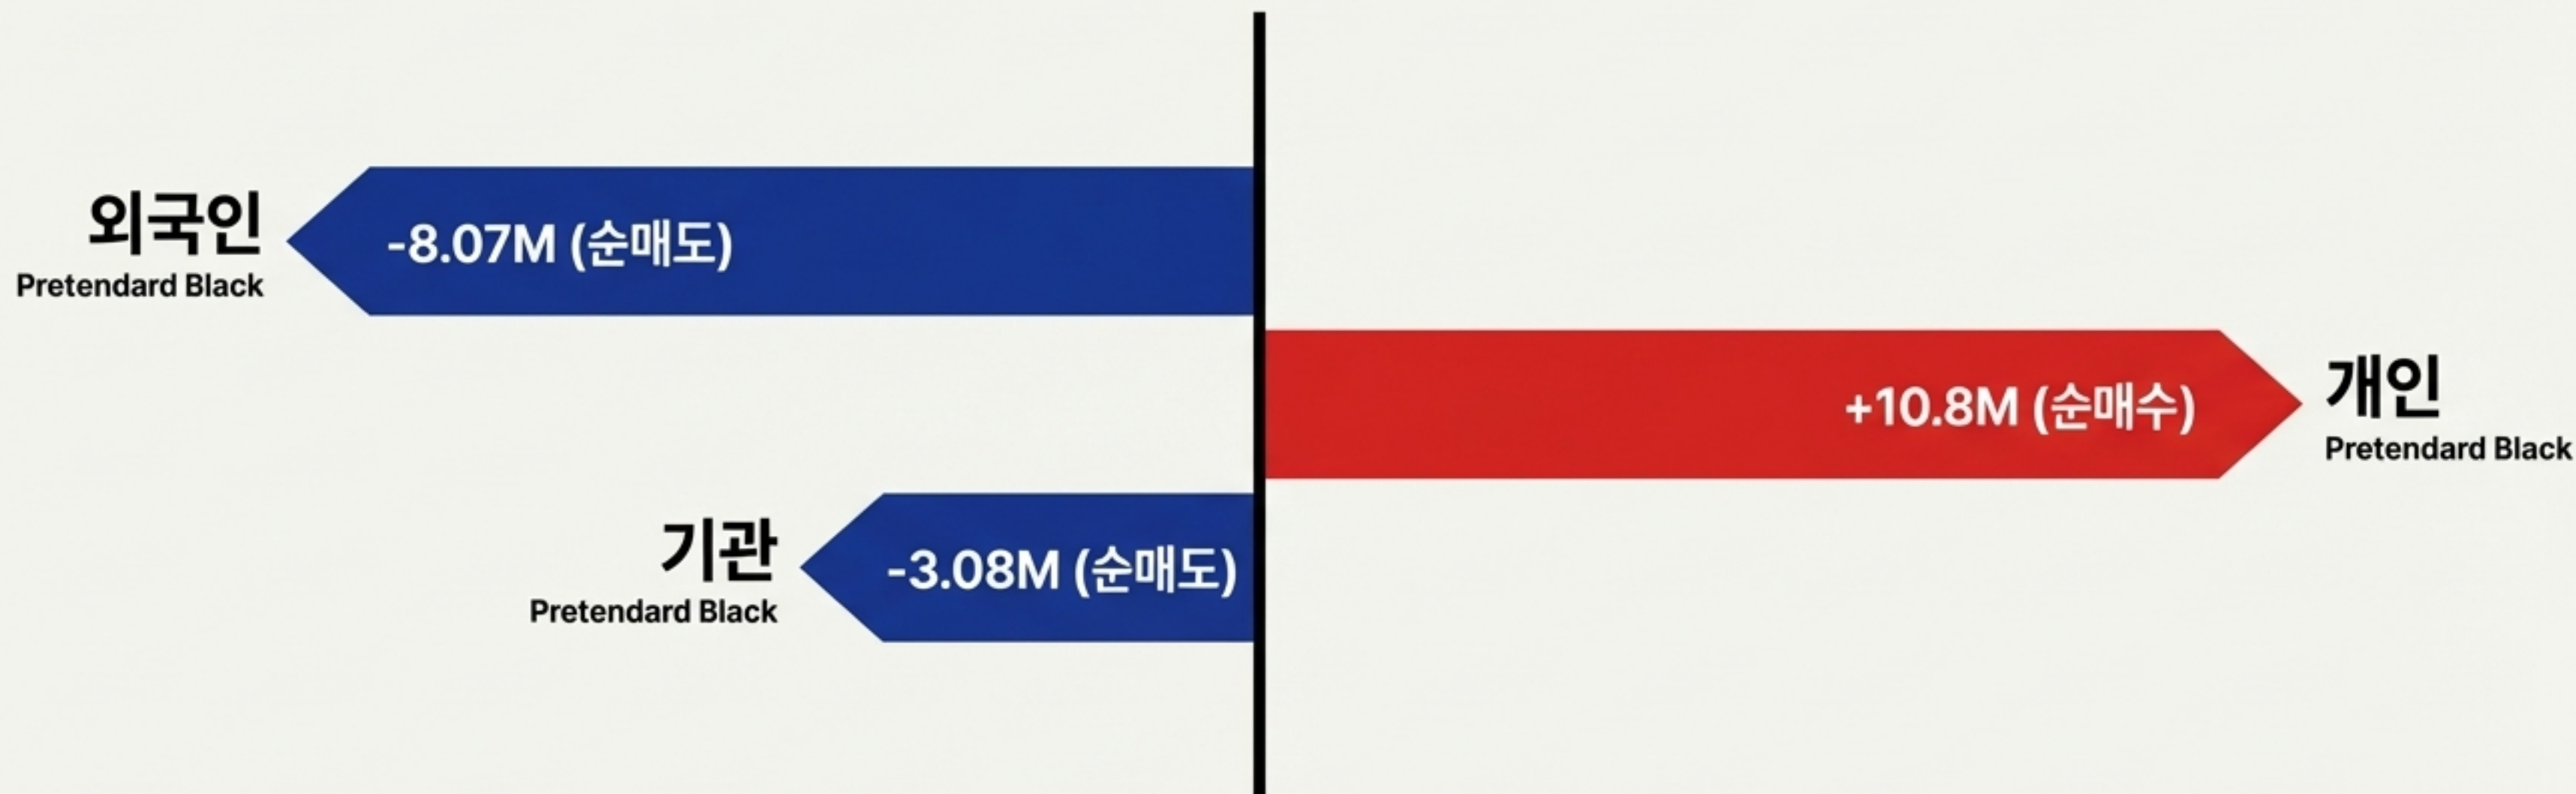 외국인
Pretendard Black
-8.07M (순매도)
+10.8M (순매수)
개인
Pretendard Black
기관
Pretendard Black
-3.08M (순매도)